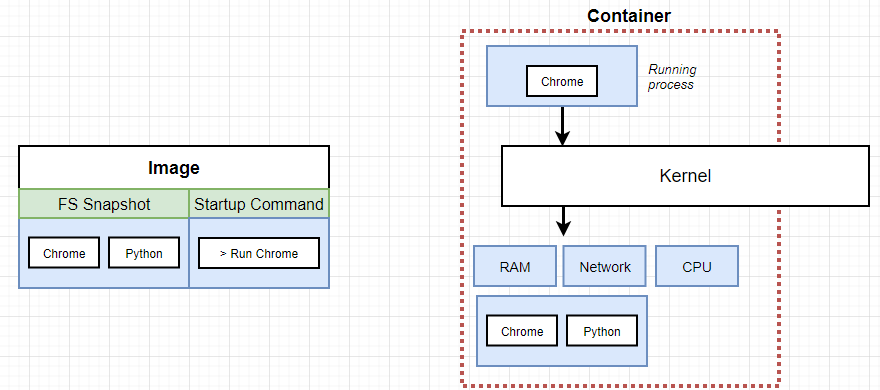 Container
Chrome
Running
process
Image
Kernel
FS Snapshot
Startup Command
Chrome
Python
> Run Chrome
RAM
Network
CPU
Chrome
Python